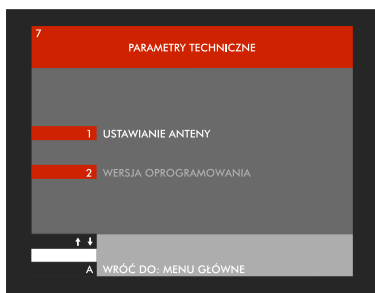 7
PARAMETRY TECHNICZNE
1 USTAWIANIE ANTENY
2 WERSJA OPROGRAMOWANIA
↑ ↓
A WRÓĆ DO: MENU GŁÓWNE